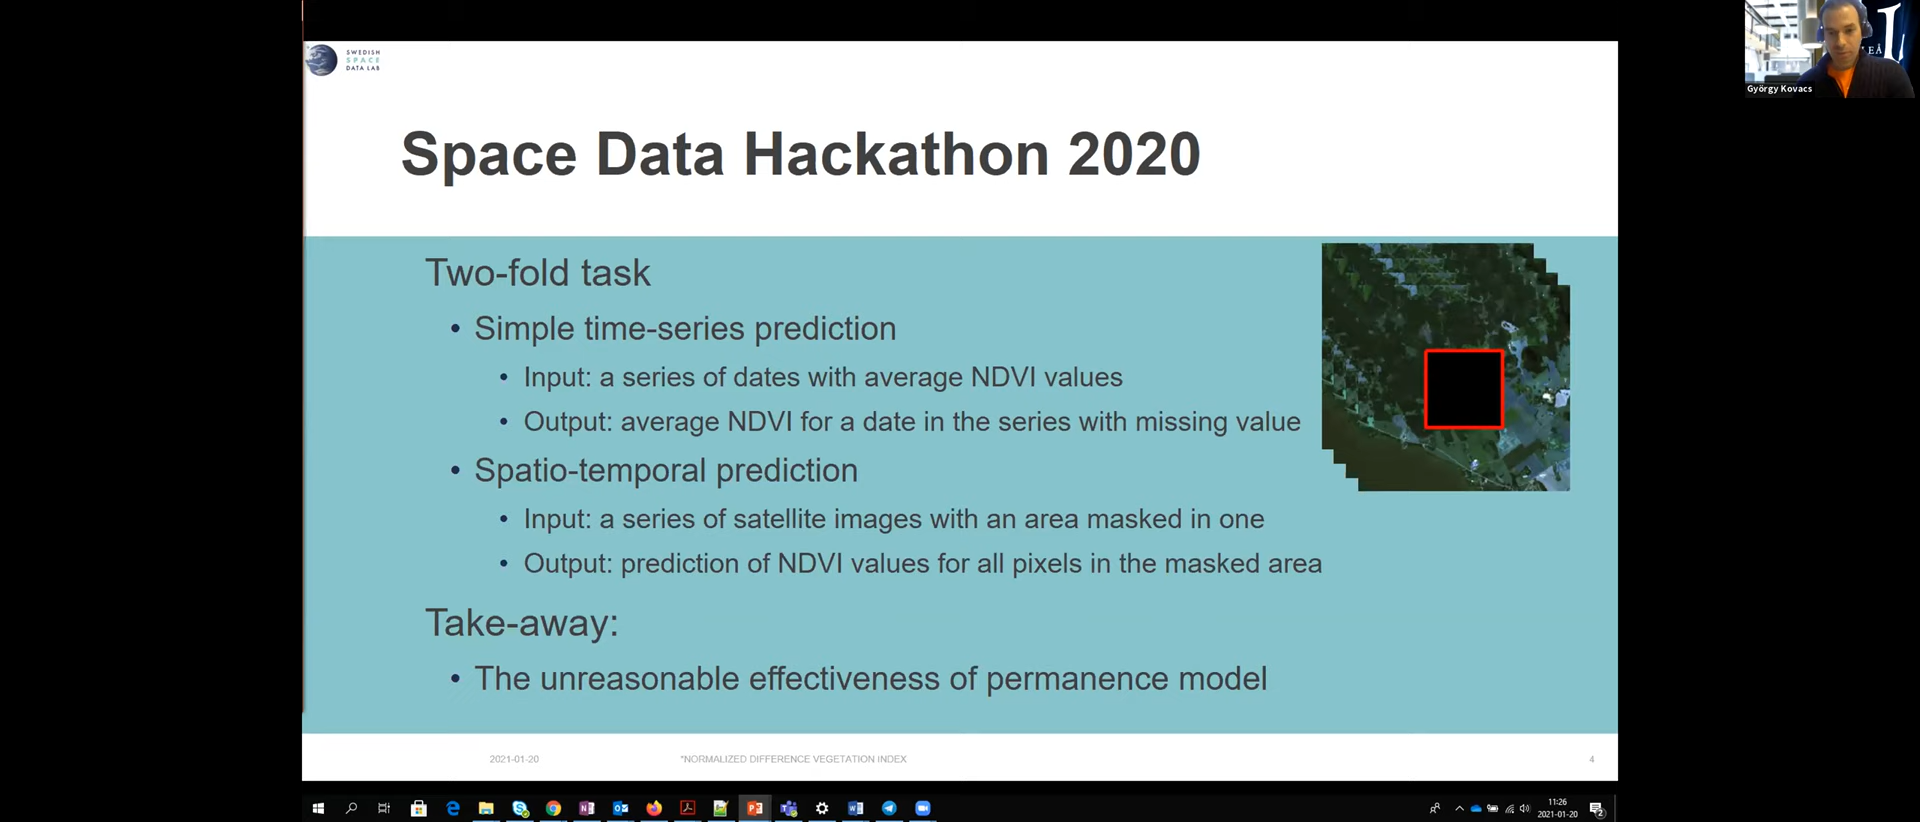 SWEDISH
SPACE
DATA LAB
György Kovacs
Space Data Hackathon 2020
Two-fold task
• Simple time-series prediction
• Input: a series of dates with average NDVI values
• Output: average NDVI for a date in the series with missing value
• Spatio-temporal prediction
• Input: a series of satellite images with an area masked in one
• Output: prediction of NDVI values for all pixels in the masked area
Take-away:
• The unreasonable effectiveness of permanence model
2021-01-20
*NORMALIZED DIFFERENCE VEGETATION INDEX
4
11:26
2021-01-20